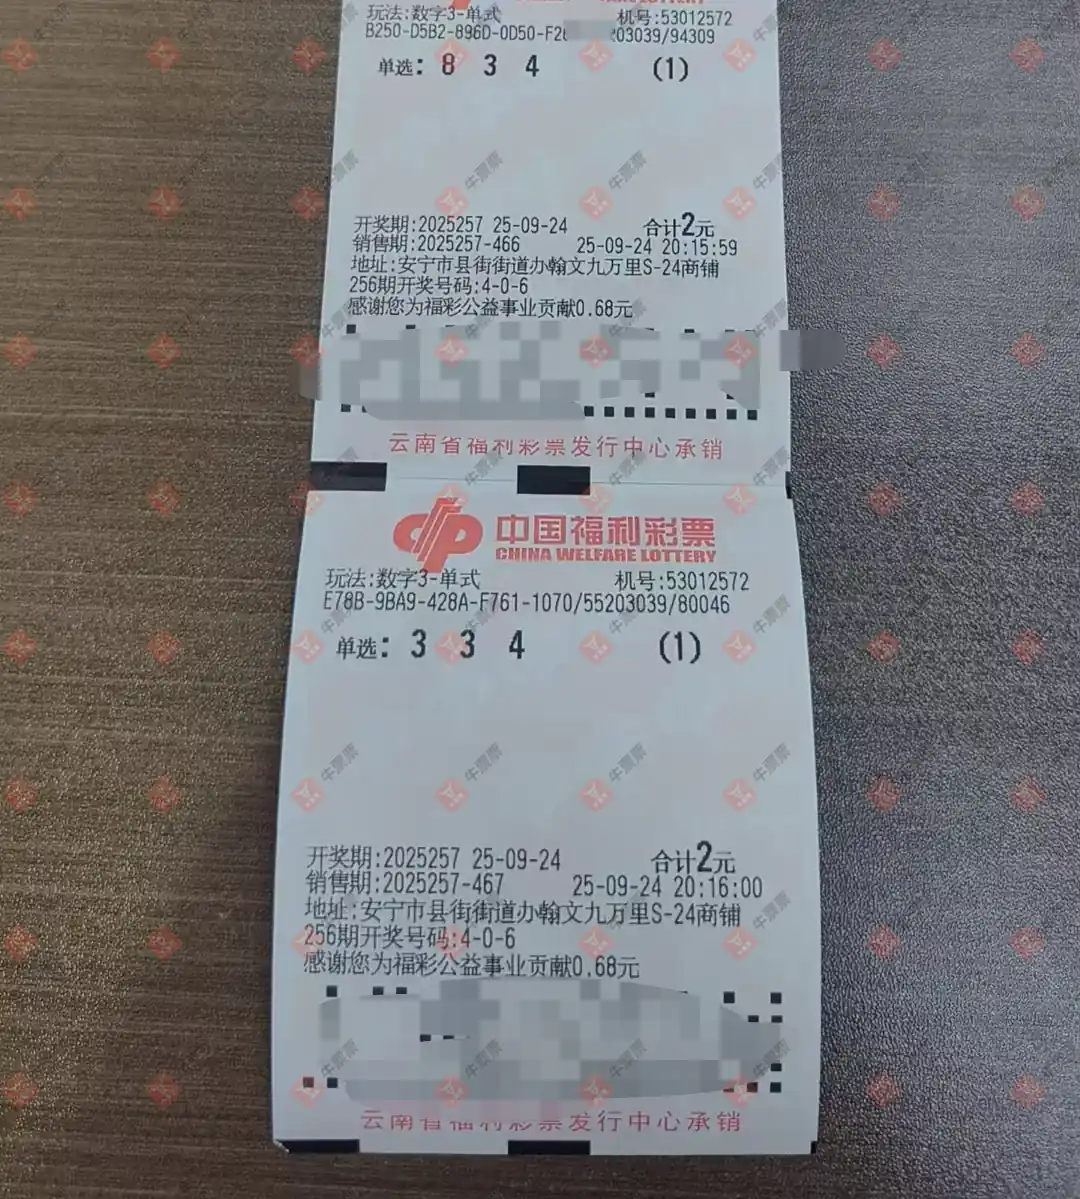 玩法:数字3-单式 机号:53012572
B250-D5B2-896D-0D50-F26 203039/94309
单选: 8 3 4 (1)
开奖期:2025257 25-09-24 合计2元
销售期:2025257-466 25-09-24 20:15:59
地址:安宁市县街街道办翰文九万里S-24商铺
256期开奖号码:4-0-6
感谢您为福彩公益事业贡献0.68元
云南省福利彩票发行中心承销
中国福利彩票
CHINA WELFARE LOTTERY
玩法:数字3-单式 机号:53012572
E78B-9BA9-428A-F761-1070/55203039/80046
单选: 3 3 4 (1)
开奖期:2025257 25-09-24 合计2元
销售期:2025257-467 25-09-24 20:16:00
地址:安宁市县街街道办翰文九万里S-24商铺
256期开奖号码:4-0-6
感谢您为福彩公益事业贡献0.68元
云南省福利彩票发行中心承销
牛票票